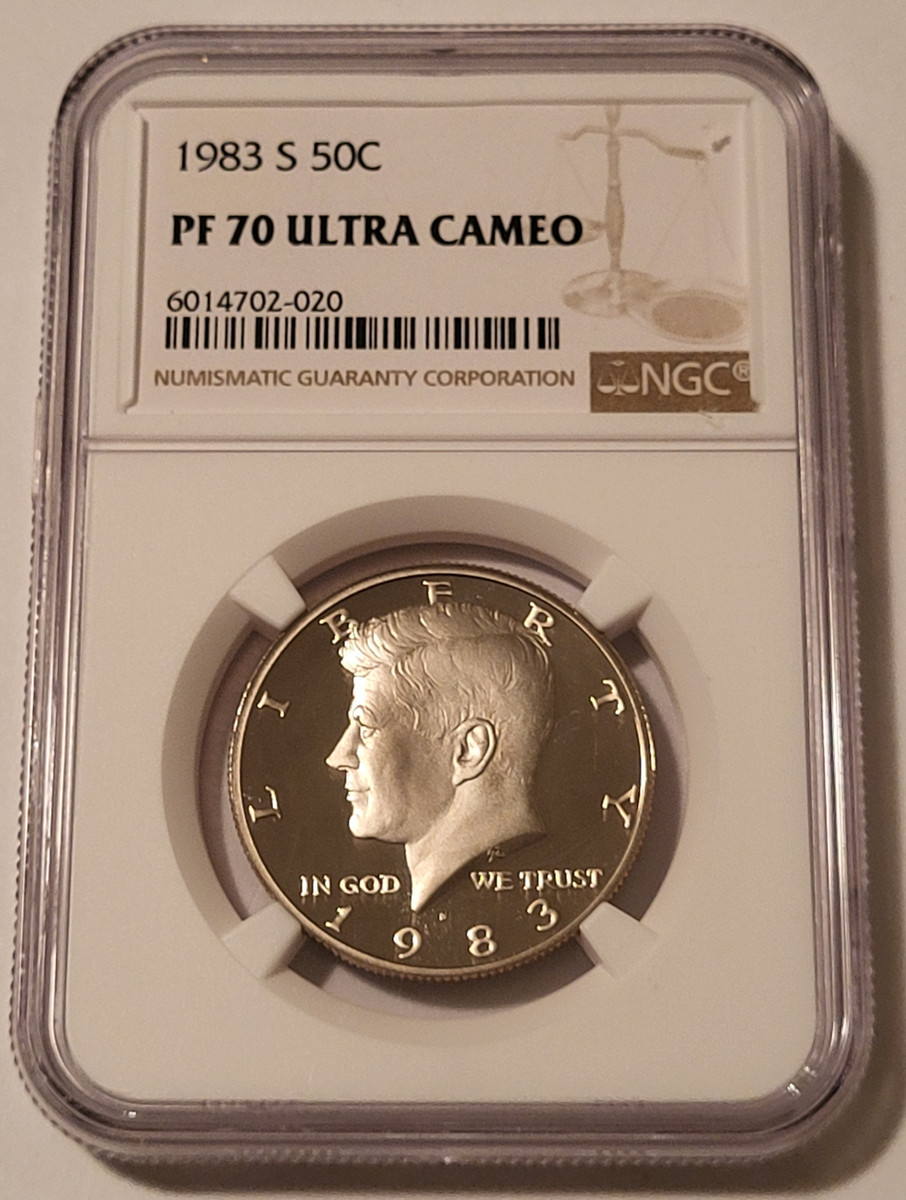 1983 S 50C
PF 70 ULTRA CAMEO
6014702-020
NUMISMATIC GUARANTY CORPORATION
NGC®
LIBERTY
IN GOD WE TRUST
1983